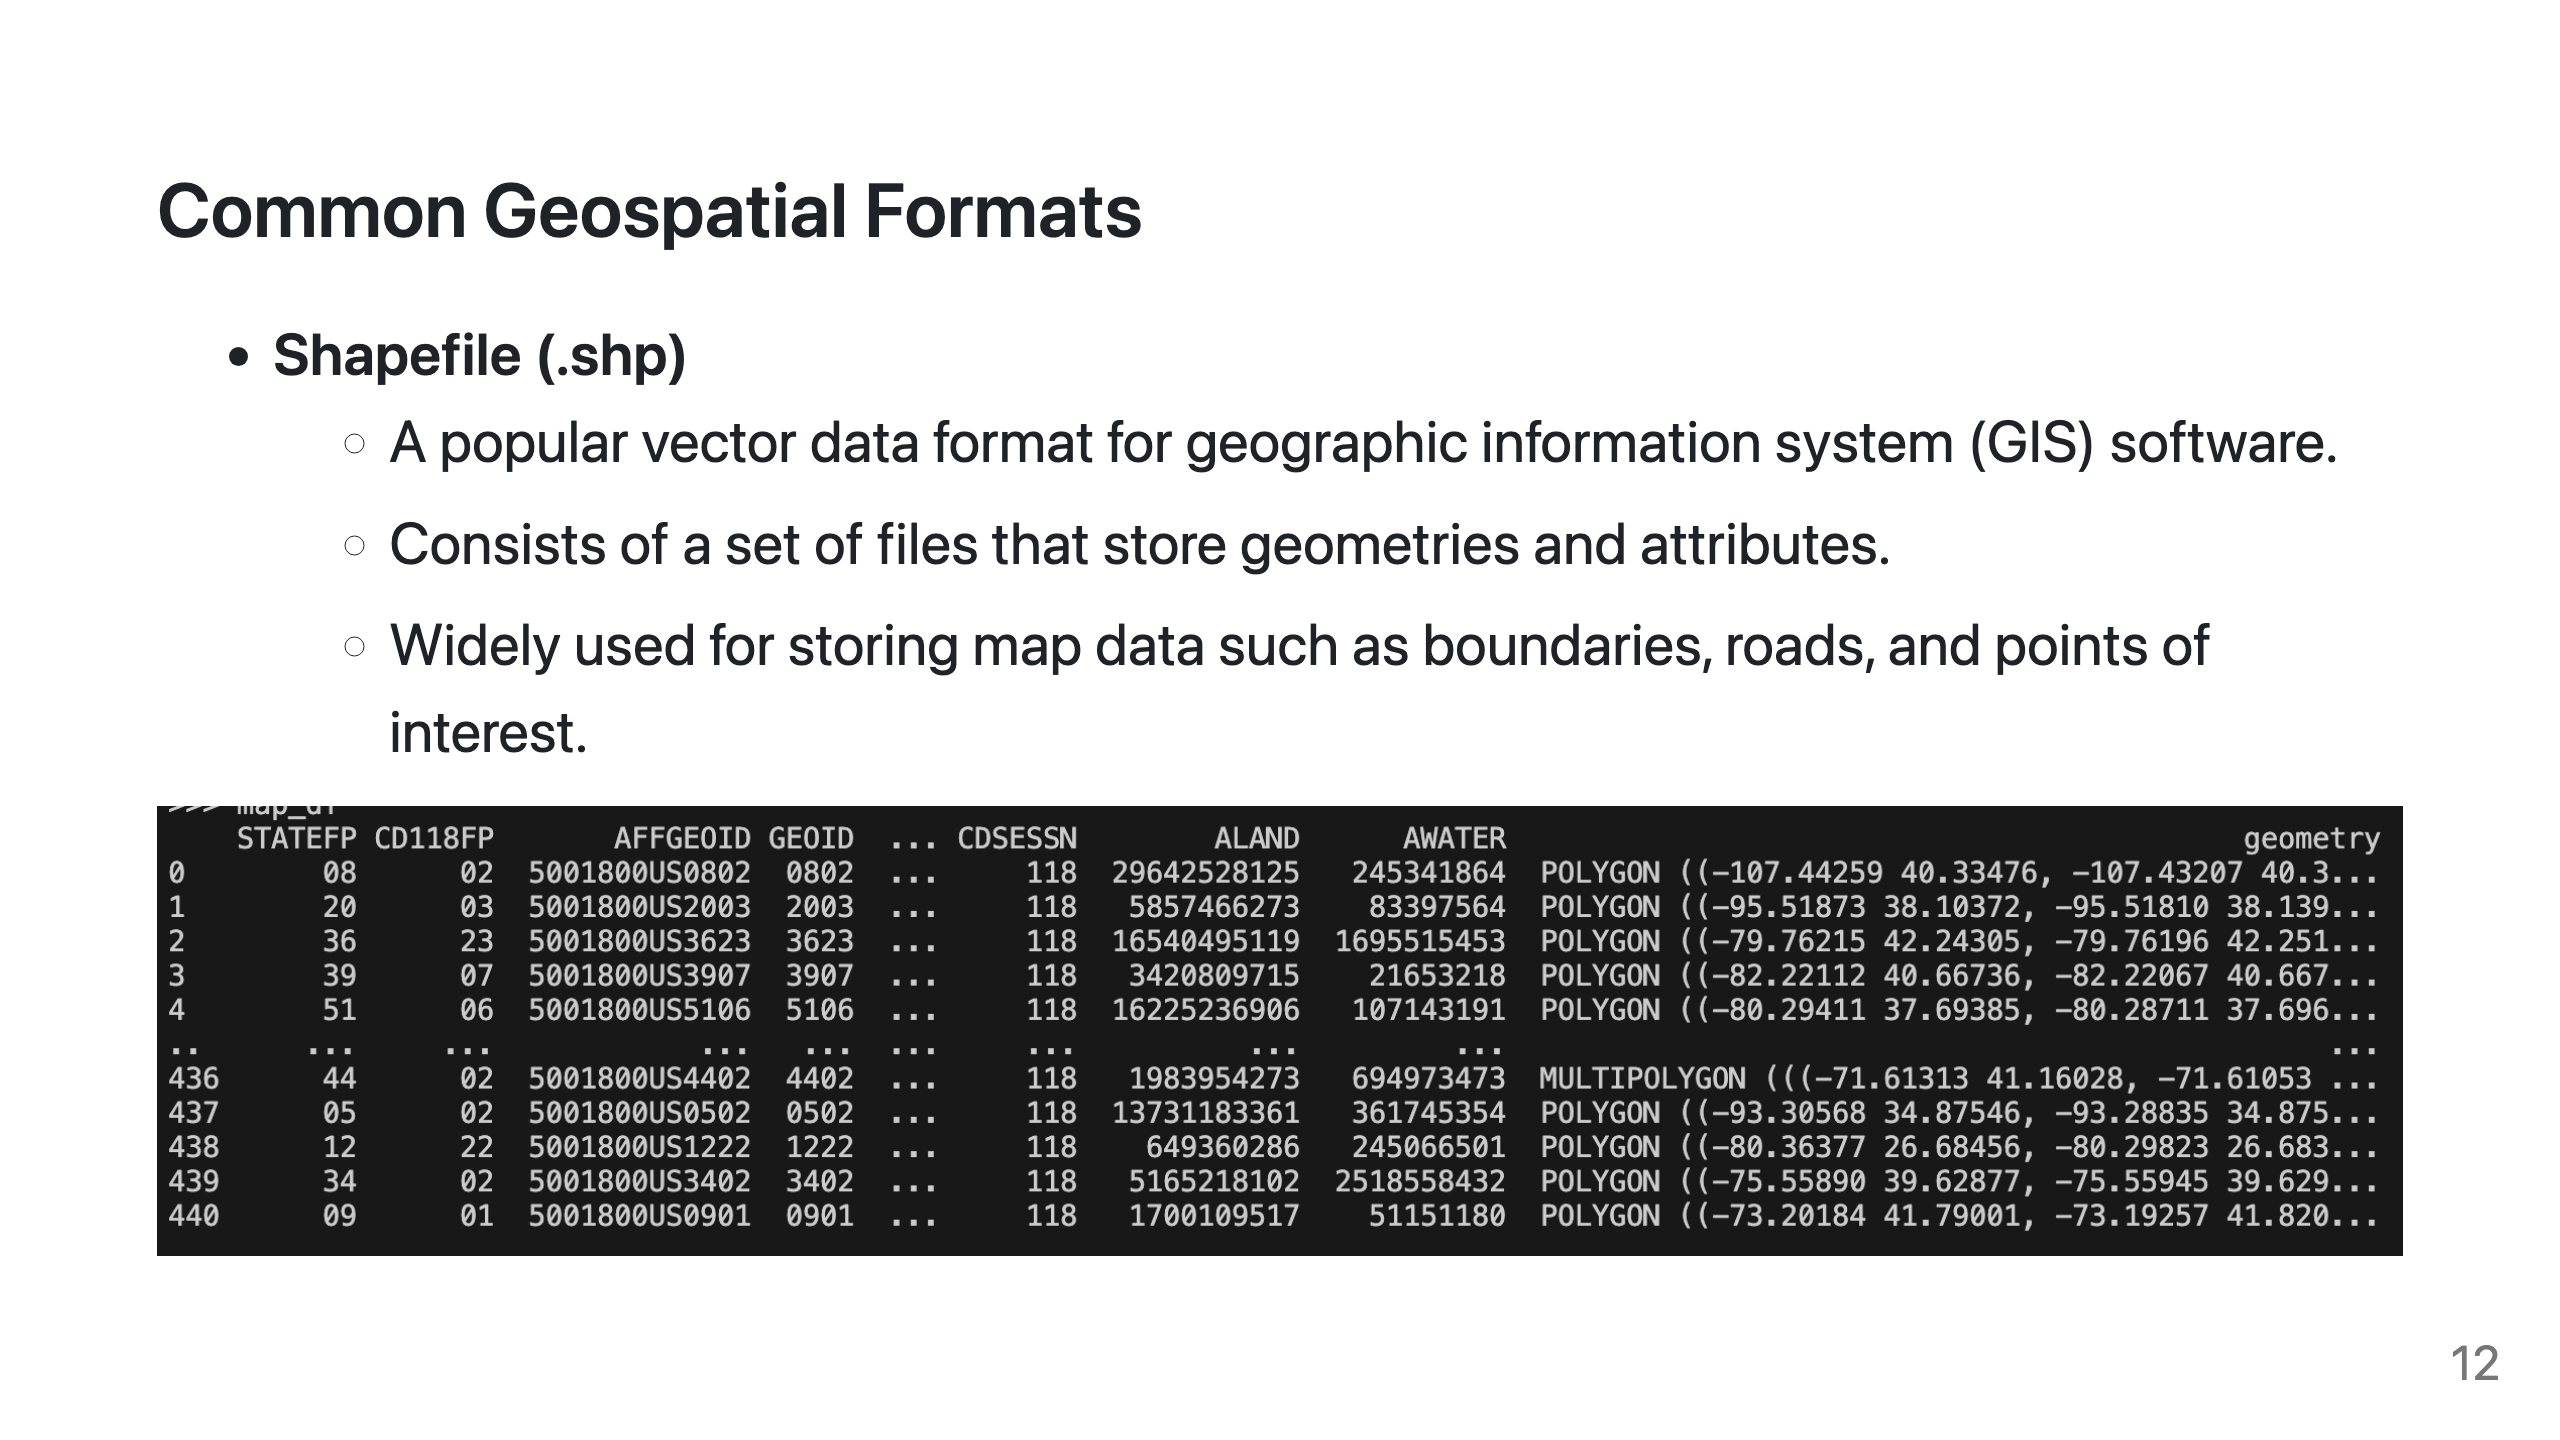 Common Geospatial Formats
• Shapefile (.shp)
○ A popular vector data format for geographic information system (GIS) software.
○ Consists of a set of files that store geometries and attributes.
○ Widely used for storing map data such as boundaries, roads, and points of
interest.
>>> map_df
STATEFP CD118FP AFFGEOID GEOID ... CDSESSN ALAND AWATER geometry
0 08 02 5001800US0802 0802 ... 118 29642528125 245341864 POLYGON ((-107.44259 40.33476, -107.43207 40.3...
1 20 03 5001800US2003 2003 ... 118 5857466273 83397564 POLYGON ((-95.51873 38.10372, -95.51810 38.139...
2 36 23 5001800US3623 3623 ... 118 16540495119 1695515453 POLYGON ((-79.76215 42.24305, -79.76196 42.251...
3 39 07 5001800US3907 3907 ... 118 3420809715 21653218 POLYGON ((-82.22112 40.66736, -82.22067 40.667...
4 51 06 5001800US5106 5106 ... 118 16225236906 107143191 POLYGON ((-80.29411 37.69385, -80.28711 37.696...
.. ... ... ... ... ... ... ... ... ...
436 44 02 5001800US4402 4402 ... 118 1983954273 694973473 MULTIPOLYGON (((-71.61313 41.16028, -71.61053 ...
437 05 02 5001800US0502 0502 ... 118 13731183361 361745354 POLYGON ((-93.30568 34.87546, -93.28835 34.875...
438 12 22 5001800US1222 1222 ... 118 649360286 245066501 POLYGON ((-80.36377 26.68456, -80.29823 26.683...
439 34 02 5001800US3402 3402 ... 118 5165218102 2518558432 POLYGON ((-75.55890 39.62877, -75.55945 39.629...
440 09 01 5001800US0901 0901 ... 118 1700109517 51151180 POLYGON ((-73.20184 41.79001, -73.19257 41.820...
12